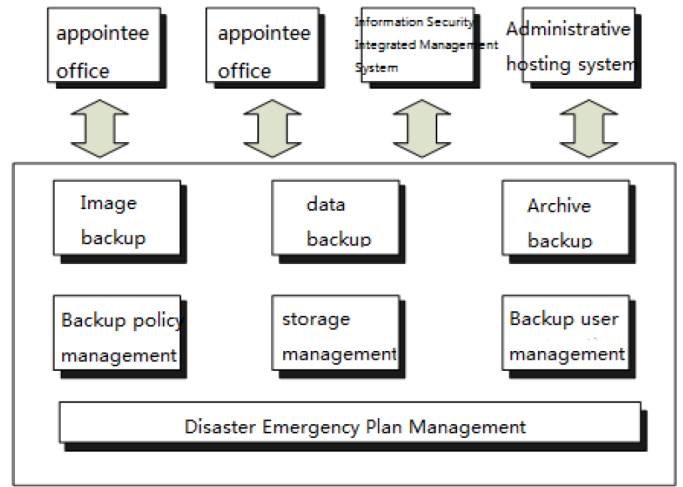 appointee
office
appointee
office
Information Security
Integrated Management
System
Administrative
hosting system
Image
backup
data
backup
Archive
backup
Backup policy
management
storage
management
Backup user
management
Disaster Emergency Plan Management